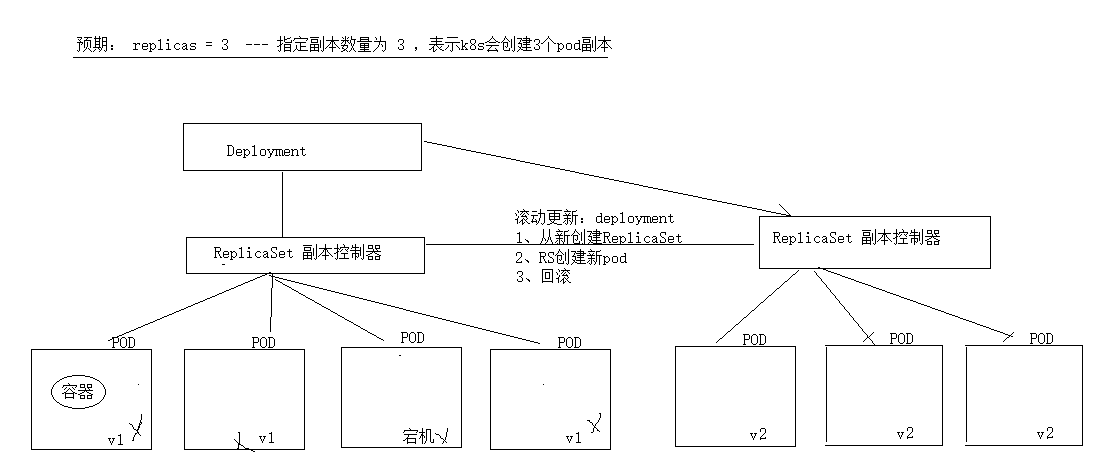 预期： replicas = 3 --- 指定副本数量为 3 ，表示k8s会创建3个pod副本
Deployment
滚动更新：deployment
1、从新创建ReplicaSet
2、RS创建新pod
3、回滚
ReplicaSet 副本控制器
ReplicaSet 副本控制器
POD
POD
POD
POD
POD
POD
POD
容器
v1
v1
宕机
v1
v2
v2
v2